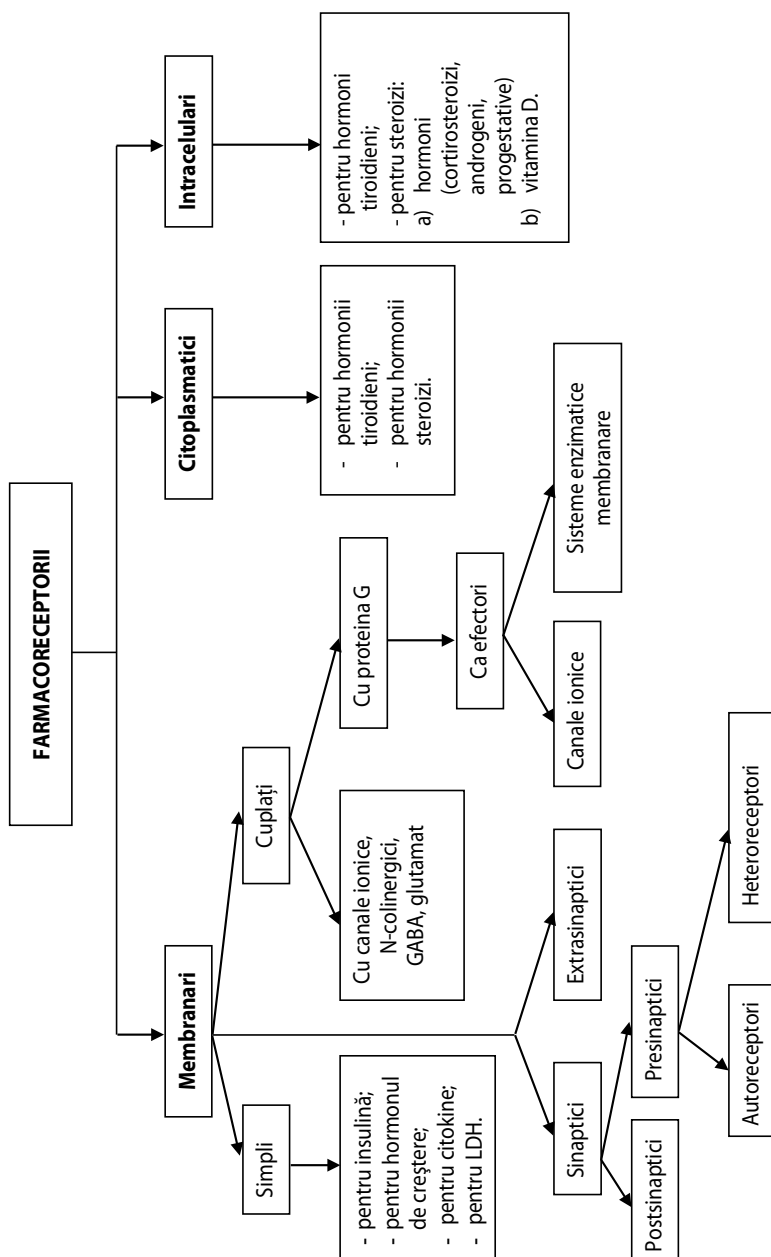 FARMACORECEPTORII
Membranari
Citoplasmatici
Intracelulari
Simpli
Cuplați
- pentru insulină;
- pentru hormonul
de creștere;
- pentru citokine;
- pentru LDH.
Cu canale ionice,
N-colinergici,
GABA, glutamat
Cu proteina G
- pentru hormonii
tiroidieni;
- pentru hormonii
steroizi.
- pentru hormoni
tiroidieni;
- pentru steroizi:
a) hormoni
(cortirosteroizi,
androgeni,
progestative)
b) vitamina D.
Ca efectori
Sinaptici
Extrasinaptici
Canale ionice
Sisteme enzimatice
membranare
Postsinaptici
Presinaptici
Autoreceptori
Heteroreceptori